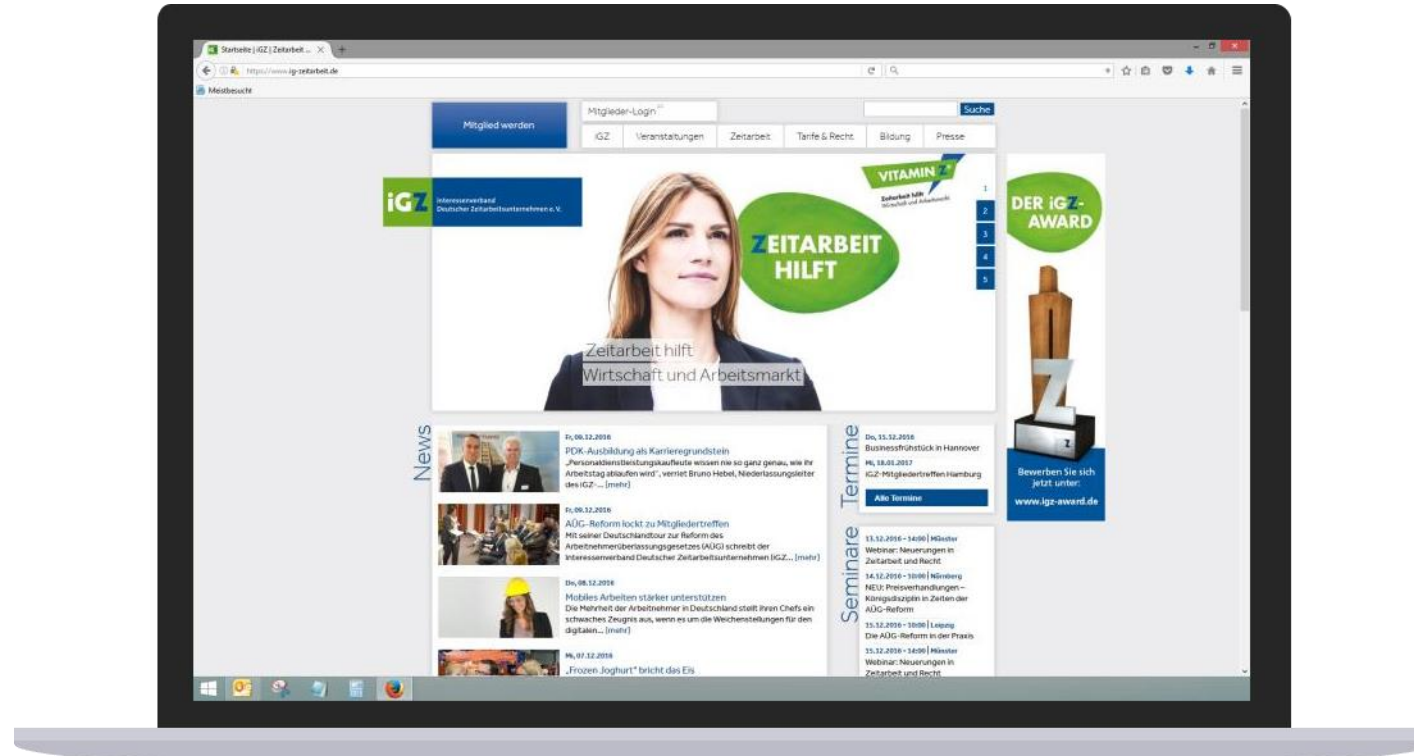 Startseite | iGZ | Zeitarbeit ...
https://www.ig-zeitarbeit.de
Meistbesucht
Mitglied werden
Mitglieder-Login
Suche
iGZ
Veranstaltungen
Zeitarbeit
Tarife & Recht
Bildung
Presse
iGZ
Interessenverband
Deutscher Zeitarbeitsunternehmen e. V.
VITAMIN Z
Zeitarbeit hilft
Wirtschaft und Arbeitsmarkt
1
2
3
4
5
ZEITARBEIT
HILFT
Zeitarbeit hilft
Wirtschaft und Arbeitsmarkt
DER iGZ-
AWARD
Z
Z
Bewerben Sie sich
jetzt unter:
www.igz-award.de
News
Fr, 09.12.2016
PDK-Ausbildung als Karrieregrundstein
„Personaldienstleistungskaufleute wissen nie so ganz genau, wie ihr
Arbeitstag ablaufen wird“, verriet Bruno Hebel, Niederlassungsleiter
des iGZ-... [mehr]
Fr, 09.12.2016
AÜG-Reform lockt zu Mitgliedertreffen
Mit seiner Deutschlandtour zur Reform des
Arbeitnehmerüberlassungsgesetzes (AÜG) schreibt der
Interessenverband Deutscher Zeitarbeitsunternehmen (iGZ... [mehr]
Do, 08.12.2016
Mobiles Arbeiten stärker unterstützen
Die Mehrheit der Arbeitnehmer in Deutschland stellt ihren Chefs ein
schwaches Zeugnis aus, wenn es um die Weichenstellungen für den
digitalen... [mehr]
Mi, 07.12.2016
„Frozen Joghurt“ bricht das Eis
Termine
Do, 15.12.2016
Businessfrühstück in Hannover
Mi, 18.01.2017
iGZ-Mitgliedertreffen Hamburg
Alle Termine
Seminare
13.12.2016 - 14:00 | Münster
Webinar: Neuerungen in
Zeitarbeit und Recht
14.12.2016 - 10:00 | Nürnberg
NEU: Preisverhandlungen –
Königsdisziplin in Zeiten der
AÜG-Reform
15.12.2016 - 10:00 | Leipzig
Die AÜG-Reform in der Praxis
15.12.2016 - 14:00 | Münster
Webinar: Neuerungen in
Zeitarbeit und Recht